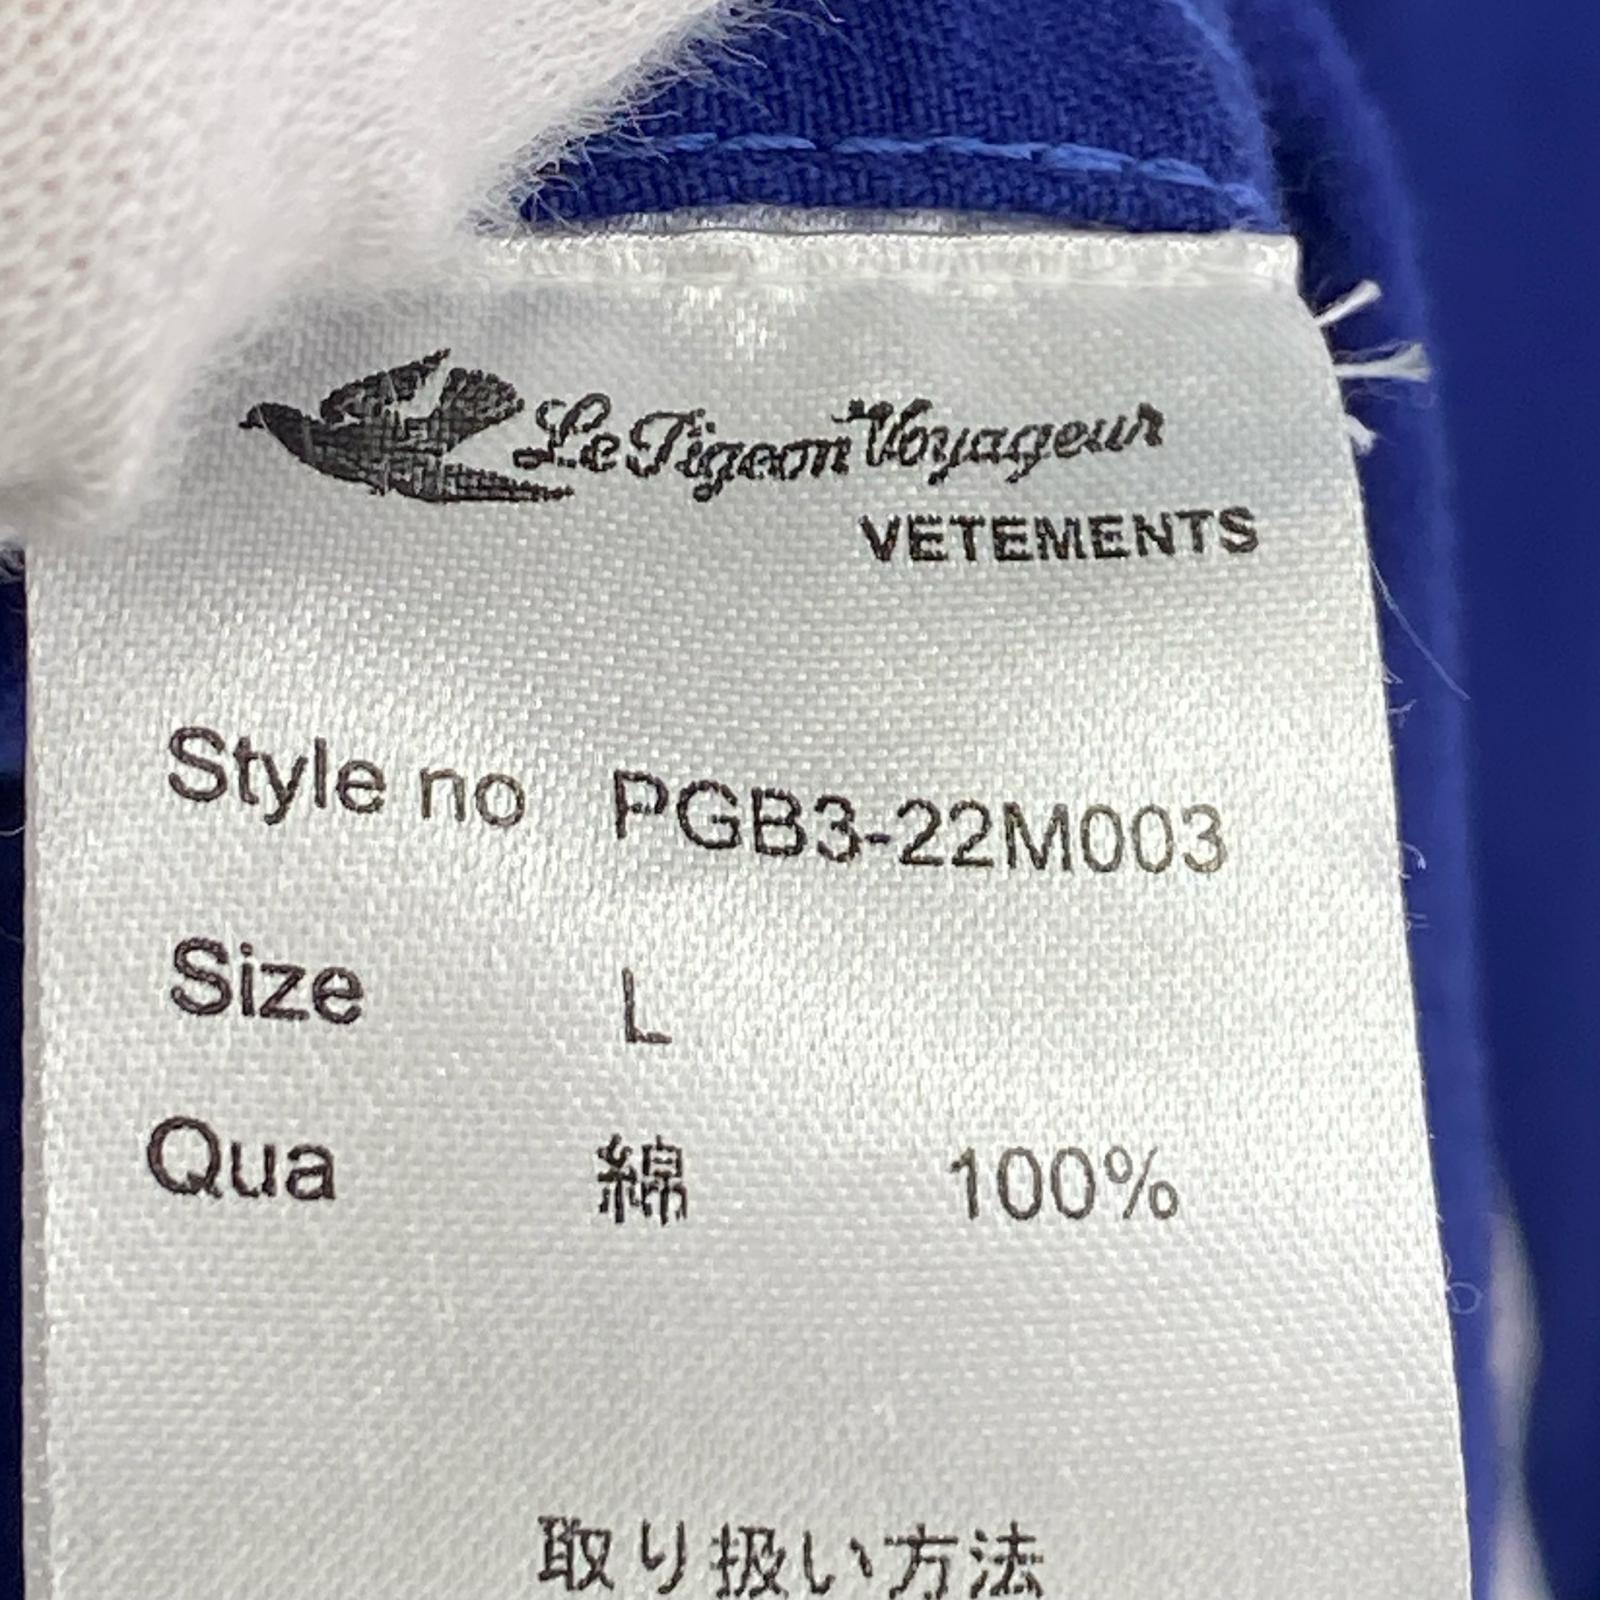 Le Pigeon Voyageur
VETEMENTS
Style no PGB3-22M003
Size L
Qua 綿 100%
取り扱い方法